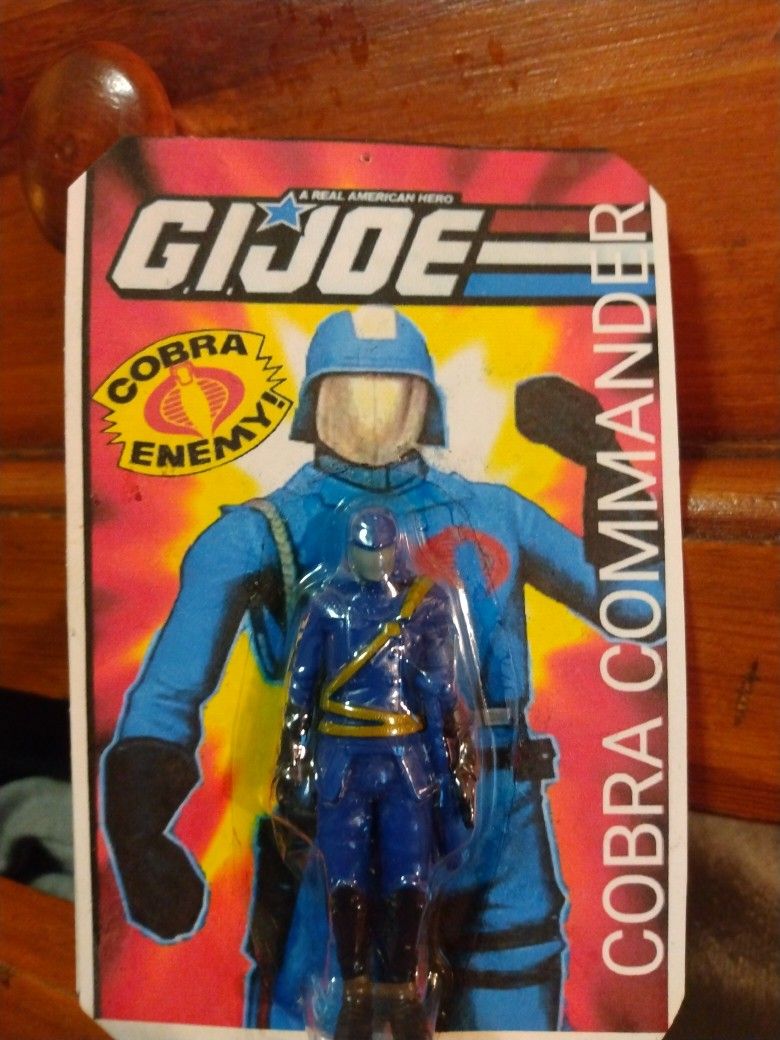 A REAL AMERICAN HERO
G.I. JOE
COBRA
ENEMY!
COBRA COMMANDER